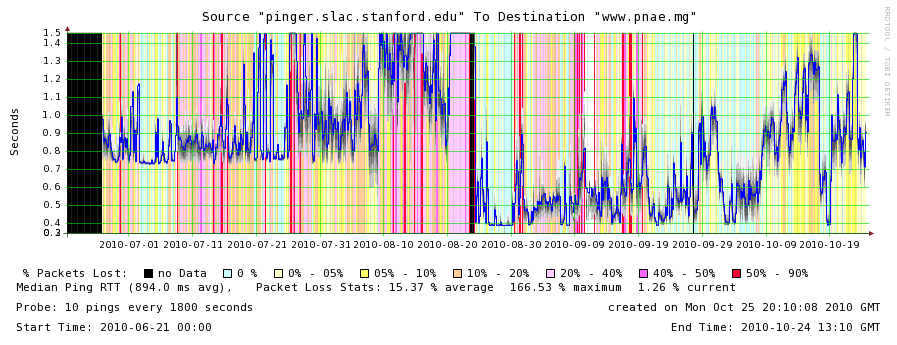 Source "pinger.slac.stanford.edu" To Destination "www.pnae.mg"
RRDTOOL / TOBI OETIKER
Seconds
1.5
1.4
1.3
1.2
1.1
1.0
0.9
0.8
0.7
0.6
0.5
0.4
0.3
2010-07-01 2010-07-11 2010-07-21 2010-07-31 2010-08-10 2010-08-20 2010-08-30 2010-09-09 2010-09-19 2010-09-29 2010-10-09 2010-10-19
% Packets Lost: no Data 0 % 0% - 05% 05% - 10% 10% - 20% 20% - 40% 40% - 50% 50% - 90%
Median Ping RTT (894.0 ms avg), Packet Loss Stats: 15.37 % average 166.53 % maximum 1.26 % current
Probe: 10 pings every 1800 seconds created on Mon Oct 25 20:10:08 2010 GMT
Start Time: 2010-06-21 00:00 End Time: 2010-10-24 13:10 GMT